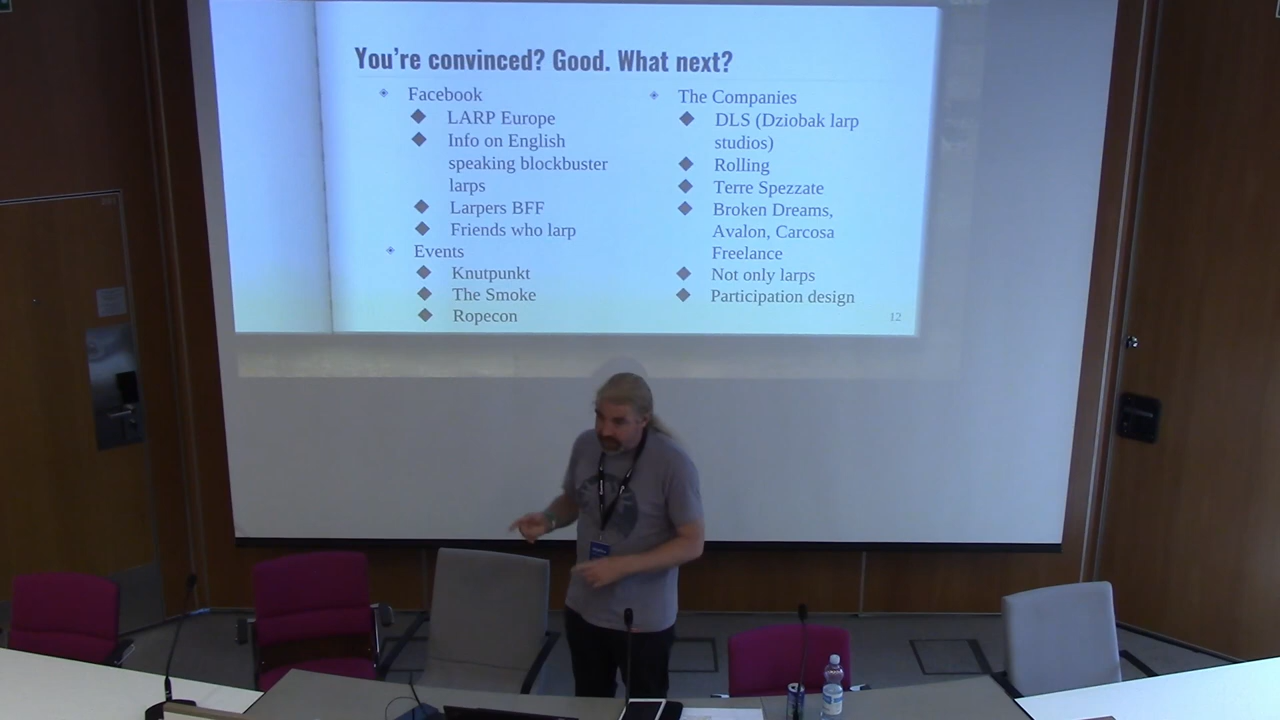 You're convinced? Good. What next?
Facebook
LARP Europe
Info on English
speaking blockbuster
larps
Larpers BFF
Friends who larp
Events
Knutpunkt
The Smoke
Ropecon
The Companies
DLS (Dziobak larp
studios)
Rolling
Terre Spezzate
Broken Dreams,
Avalon, Carcosa
Freelance
Not only larps
Participation design
12